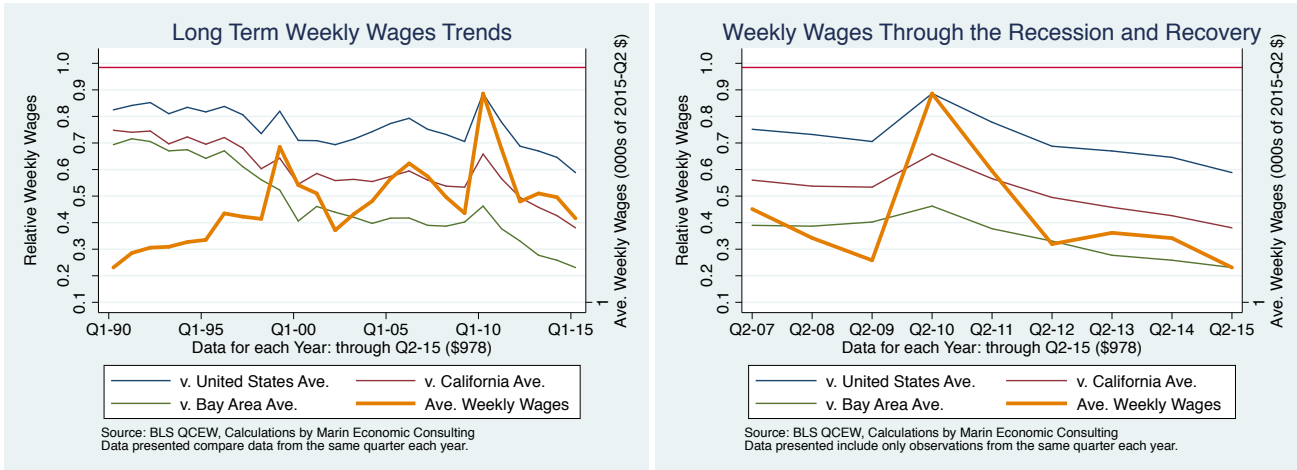 Long Term Weekly Wages Trends
Relative Weekly Wages
0.1 0.2 0.3 0.4 0.5 0.6 0.7 0.8 0.9 1.0
1
Ave. Weekly Wages (000s of 2015-Q2 $)
Q1-90 Q1-95 Q1-00 Q1-05 Q1-10 Q1-15
Data for each Year: through Q2-15 ($978)
v. United States Ave. v. California Ave.
v. Bay Area Ave. Ave. Weekly Wages
Source: BLS QCEW, Calculations by Marin Economic Consulting
Data presented compare data from the same quarter each year.
Weekly Wages Through the Recession and Recovery
Relative Weekly Wages
0.1 0.2 0.3 0.4 0.5 0.6 0.7 0.8 0.9 1.0
1
Ave. Weekly Wages (000s of 2015-Q2 $)
Q2-07 Q2-08 Q2-09 Q2-10 Q2-11 Q2-12 Q2-13 Q2-14 Q2-15
Data for each Year: through Q2-15 ($978)
v. United States Ave. v. California Ave.
v. Bay Area Ave. Ave. Weekly Wages
Source: BLS QCEW, Calculations by Marin Economic Consulting
Data presented include only observations from the same quarter each year.